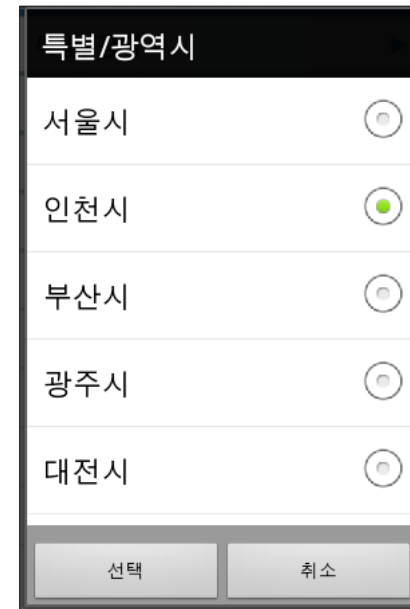 특별/광역시
서울시
인천시
부산시
광주시
대전시
선택 취소